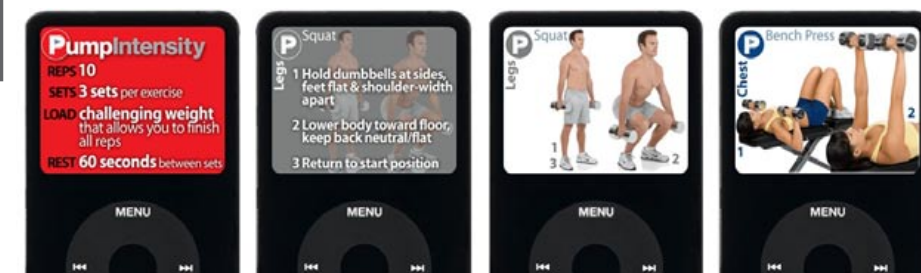 PumpIntensity
REPS 10
SETS 3 sets per exercise
LOAD challenging weight
that allows you to finish
all reps
REST 60 seconds between sets
MENU
P Squat
Legs
1 Hold dumbbells at sides,
feet flat & shoulder-width
apart
2 Lower body toward floor,
keep back neutral/flat
3 Return to start position
MENU
P Squat
Legs
1
3
2
MENU
P Bench Press
Chest
1
2
MENU